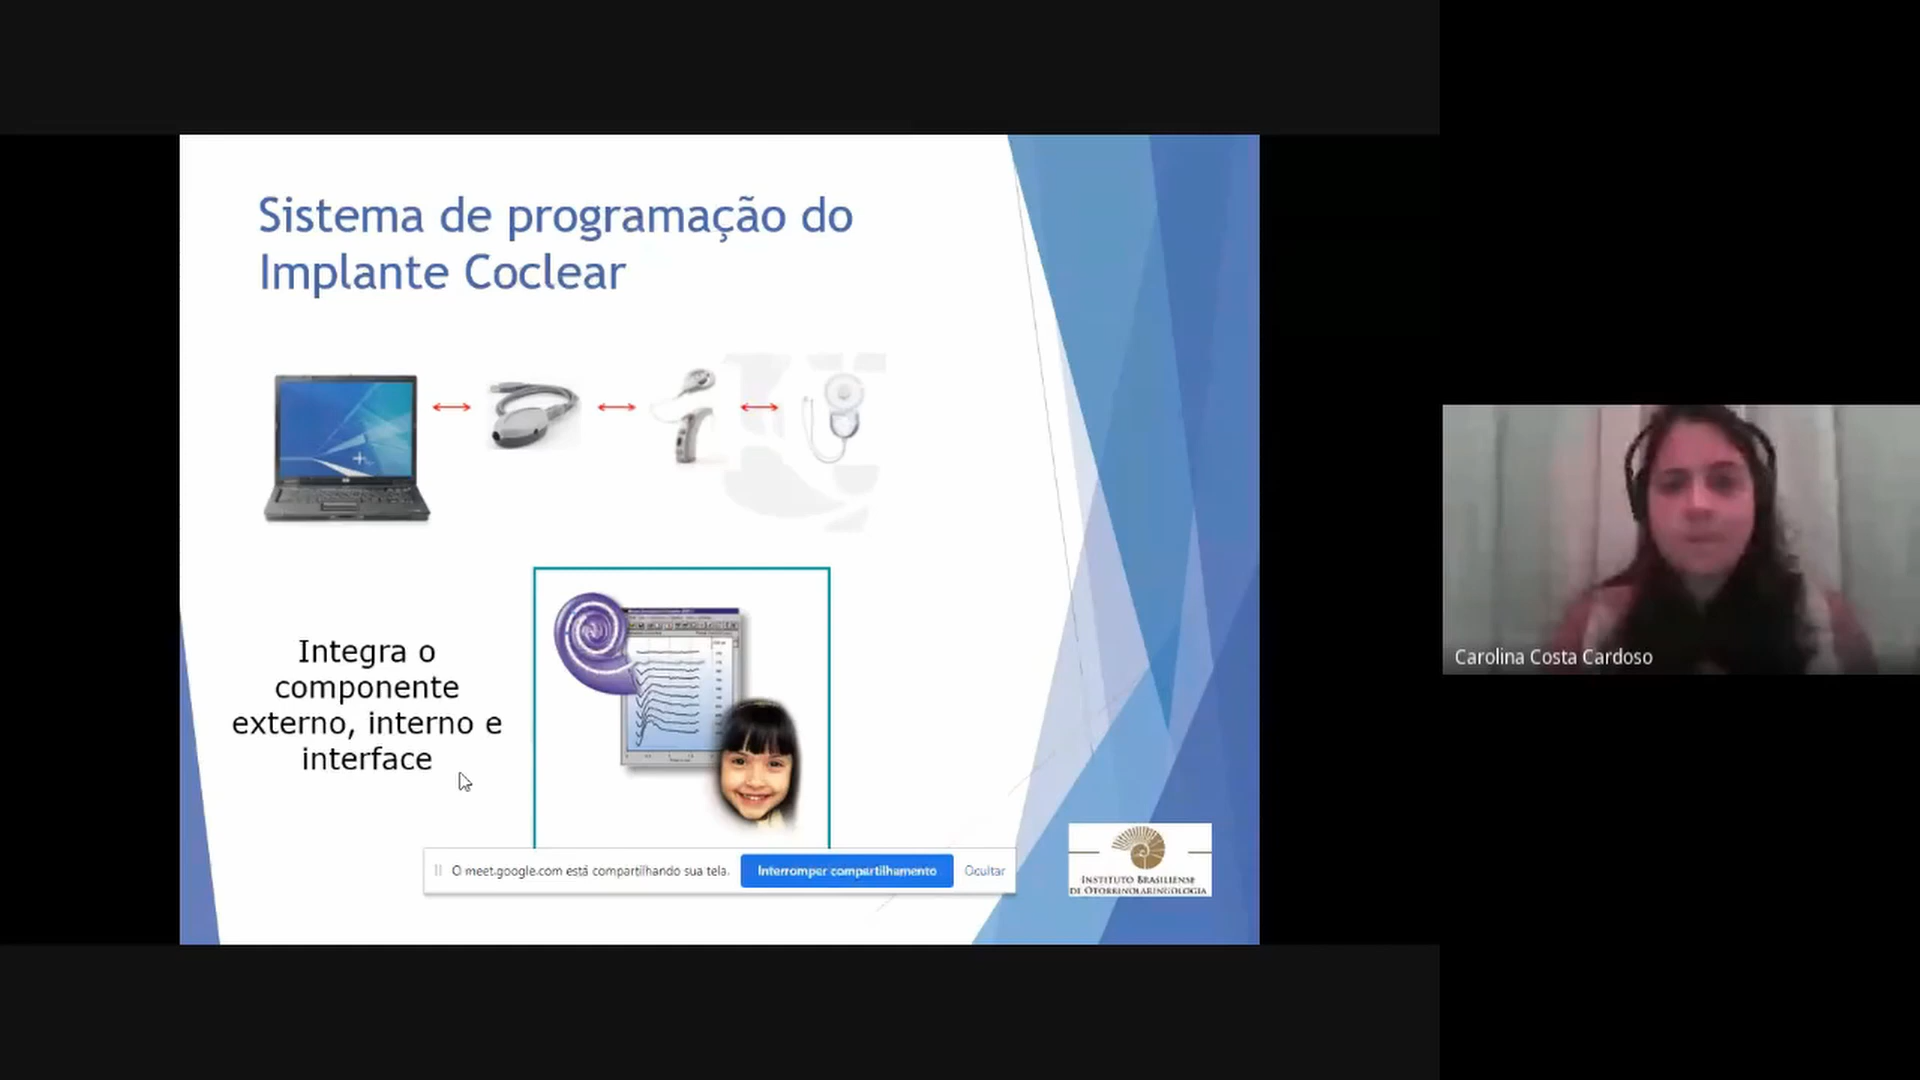 Sistema de programação do
Implante Coclear
Integra o
componente
externo, interno e
interface
O meet.google.com está compartilhando sua tela.
Interromper compartilhamento
Ocultar
INSTITUTO BRASILIENSE
DE OTORRINOLARINGOLOGIA
Carolina Costa Cardoso